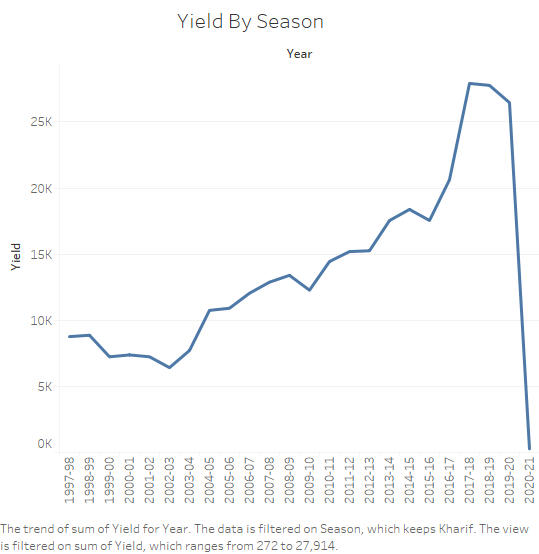 Yield By Season
Year
Yield
25K
20K
15K
10K
5K
0K
1997-98
1998-99
1999-00
2000-01
2001-02
2002-03
2003-04
2004-05
2005-06
2006-07
2007-08
2008-09
2009-10
2010-11
2011-12
2012-13
2013-14
2014-15
2015-16
2016-17
2017-18
2018-19
2019-20
2020-21
The trend of sum of Yield for Year. The data is filtered on Season, which keeps Kharif. The view
is filtered on sum of Yield, which ranges from 272 to 27,914.